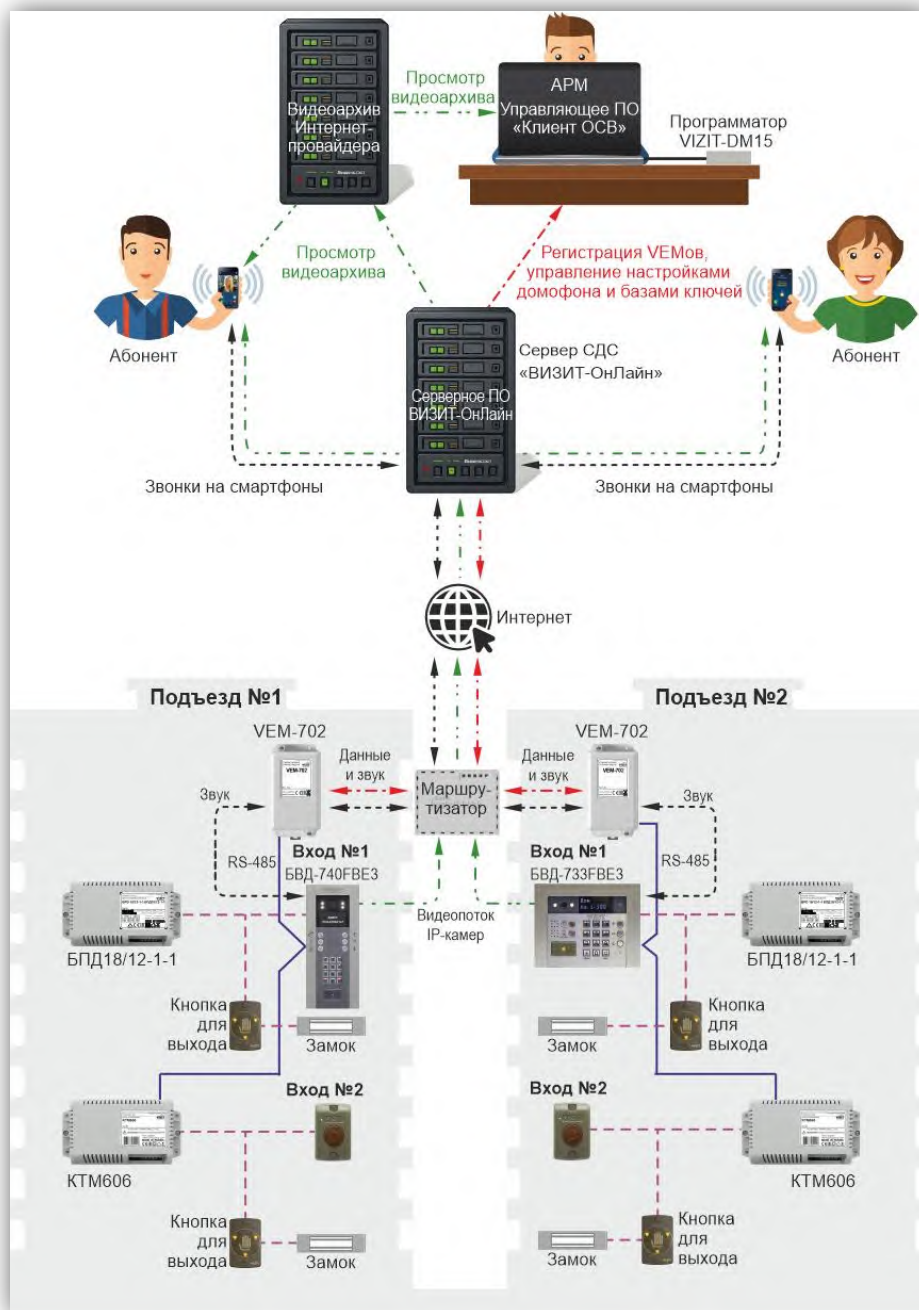 Видеоархив
Интернет-
провайдера
Просмотр
видеоархива
АРМ
Управляющее ПО
«Клиент ОСВ»
Программатор
VIZIT-DM15
Просмотр
видеоархива
Регистрация VEMов,
управление настройками
домофона и базами ключей
Абонент
Абонент
Сервер СДС
«ВИЗИТ-ОнЛайн»
Серверное ПО
ВИЗИТ-ОнЛайн
Звонки на смартфоны
Звонки на смартфоны
Интернет
Подъезд №1
Подъезд №2
VEM-702
VEM-702
VEM-702
VEM-702
Данные
и звук
Данные
и звук
Маршру-
тизатор
Звук
Звук
RS-485
RS-485
Вход №1
БВД-740FBE3
Вход №1
БВД-733FBE3
Видеопоток
IP-камер
БПД18/12-1-1
БПД18/12-1-1
Кнопка
для
выхода
Замок
Замок
Кнопка
для
выхода
Вход №2
Вход №2
КТМ606
КТМ606
Кнопка
для
выхода
Замок
Замок
Кнопка
для
выхода